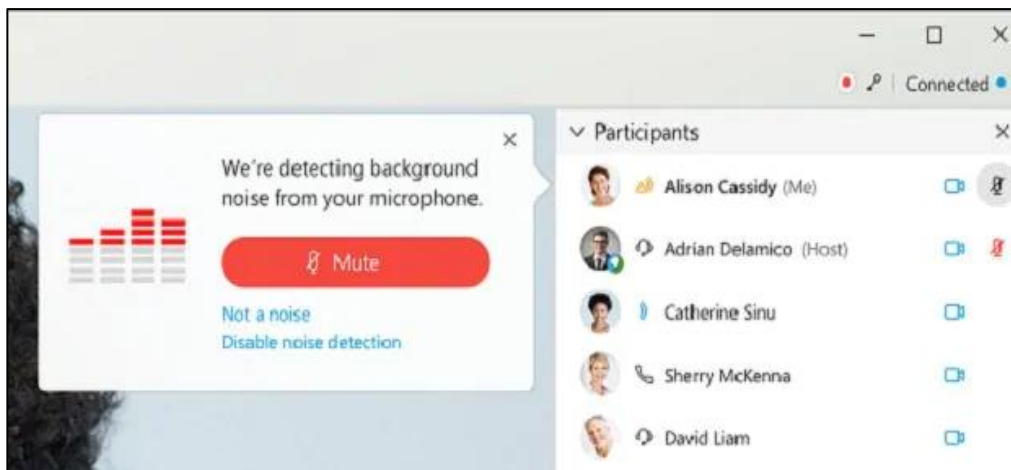 Connected
We're detecting background
noise from your microphone.
Mute
Not a noise
Disable noise detection
Participants
Alison Cassidy (Me)
Adrian Delamico (Host)
Catherine Sinu
Sherry McKenna
David Liam